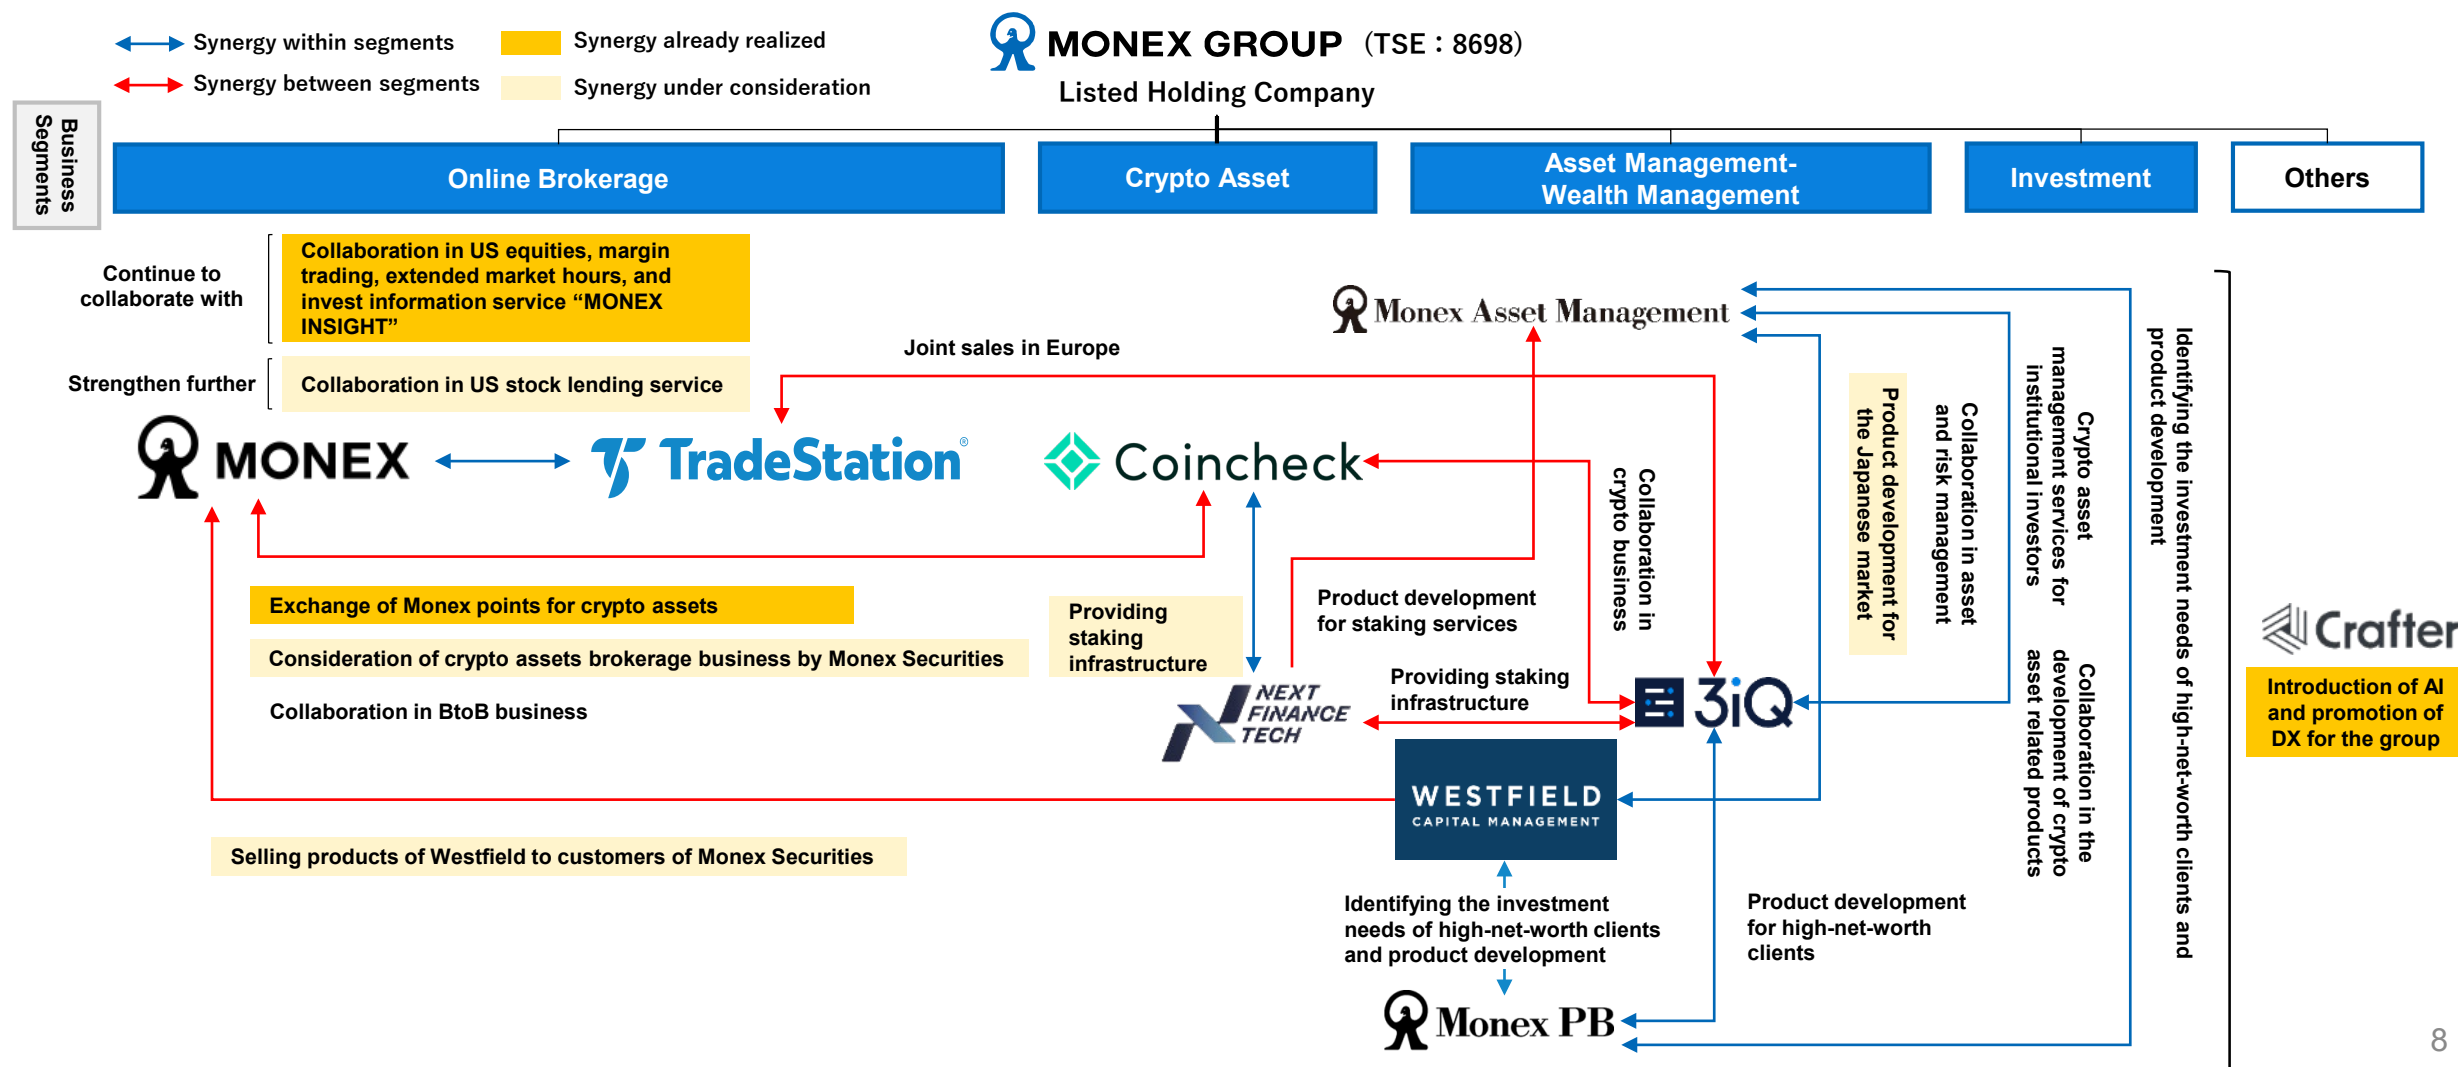 Synergy within segments
Synergy between segments
Synergy already realized
Synergy under consideration
MONEX GROUP (TSE：8698)
Listed Holding Company
Business
Segments
Online Brokerage
Crypto Asset
Asset Management-
Wealth Management
Investment
Others
Continue to
collaborate with
Collaboration in US equities, margin
trading, extended market hours, and
invest information service “MONEX
INSIGHT”
Strengthen further
Collaboration in US stock lending service
Joint sales in Europe
Monex Asset Management
MONEX
TradeStation®
Coincheck
Exchange of Monex points for crypto assets
Consideration of crypto assets brokerage business by Monex Securities
Collaboration in BtoB business
Providing
staking
infrastructure
Product development
for staking services
Collaboration in
crypto business
Product development for
the Japanese market
Collaboration in asset
and risk management
Crypto asset
management services for
institutional investors
Collaboration in the
development of crypto
asset related products
Identifying the investment needs of high-net-worth clients and
product development
NEXT
FINANCE
TECH
Providing staking
infrastructure
3iQ
WESTFIELD
CAPITAL MANAGEMENT
Selling products of Westfield to customers of Monex Securities
Identifying the investment
needs of high-net-worth clients
and product development
Product development
for high-net-worth
clients
Monex PB
Crafter
Introduction of AI
and promotion of
DX for the group
8